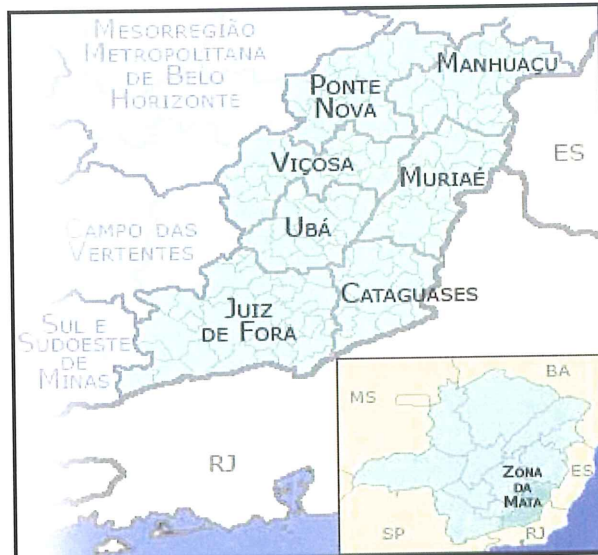 MESORREGIÃO
METROPOLITANA
DE BELO
HORIZONTE
MANHUAÇU
PONTE
NOVA
ES
VIÇOSA
MURIAÉ
CAMPO DAS
VERTENTES
UBÁ
CATAGUASES
JUIZ
DE FORA
SUL E
SUDOESTE
DE
MINAS
RJ
BA
MS
ZONA
DA
MATA
ES
SP
RJ